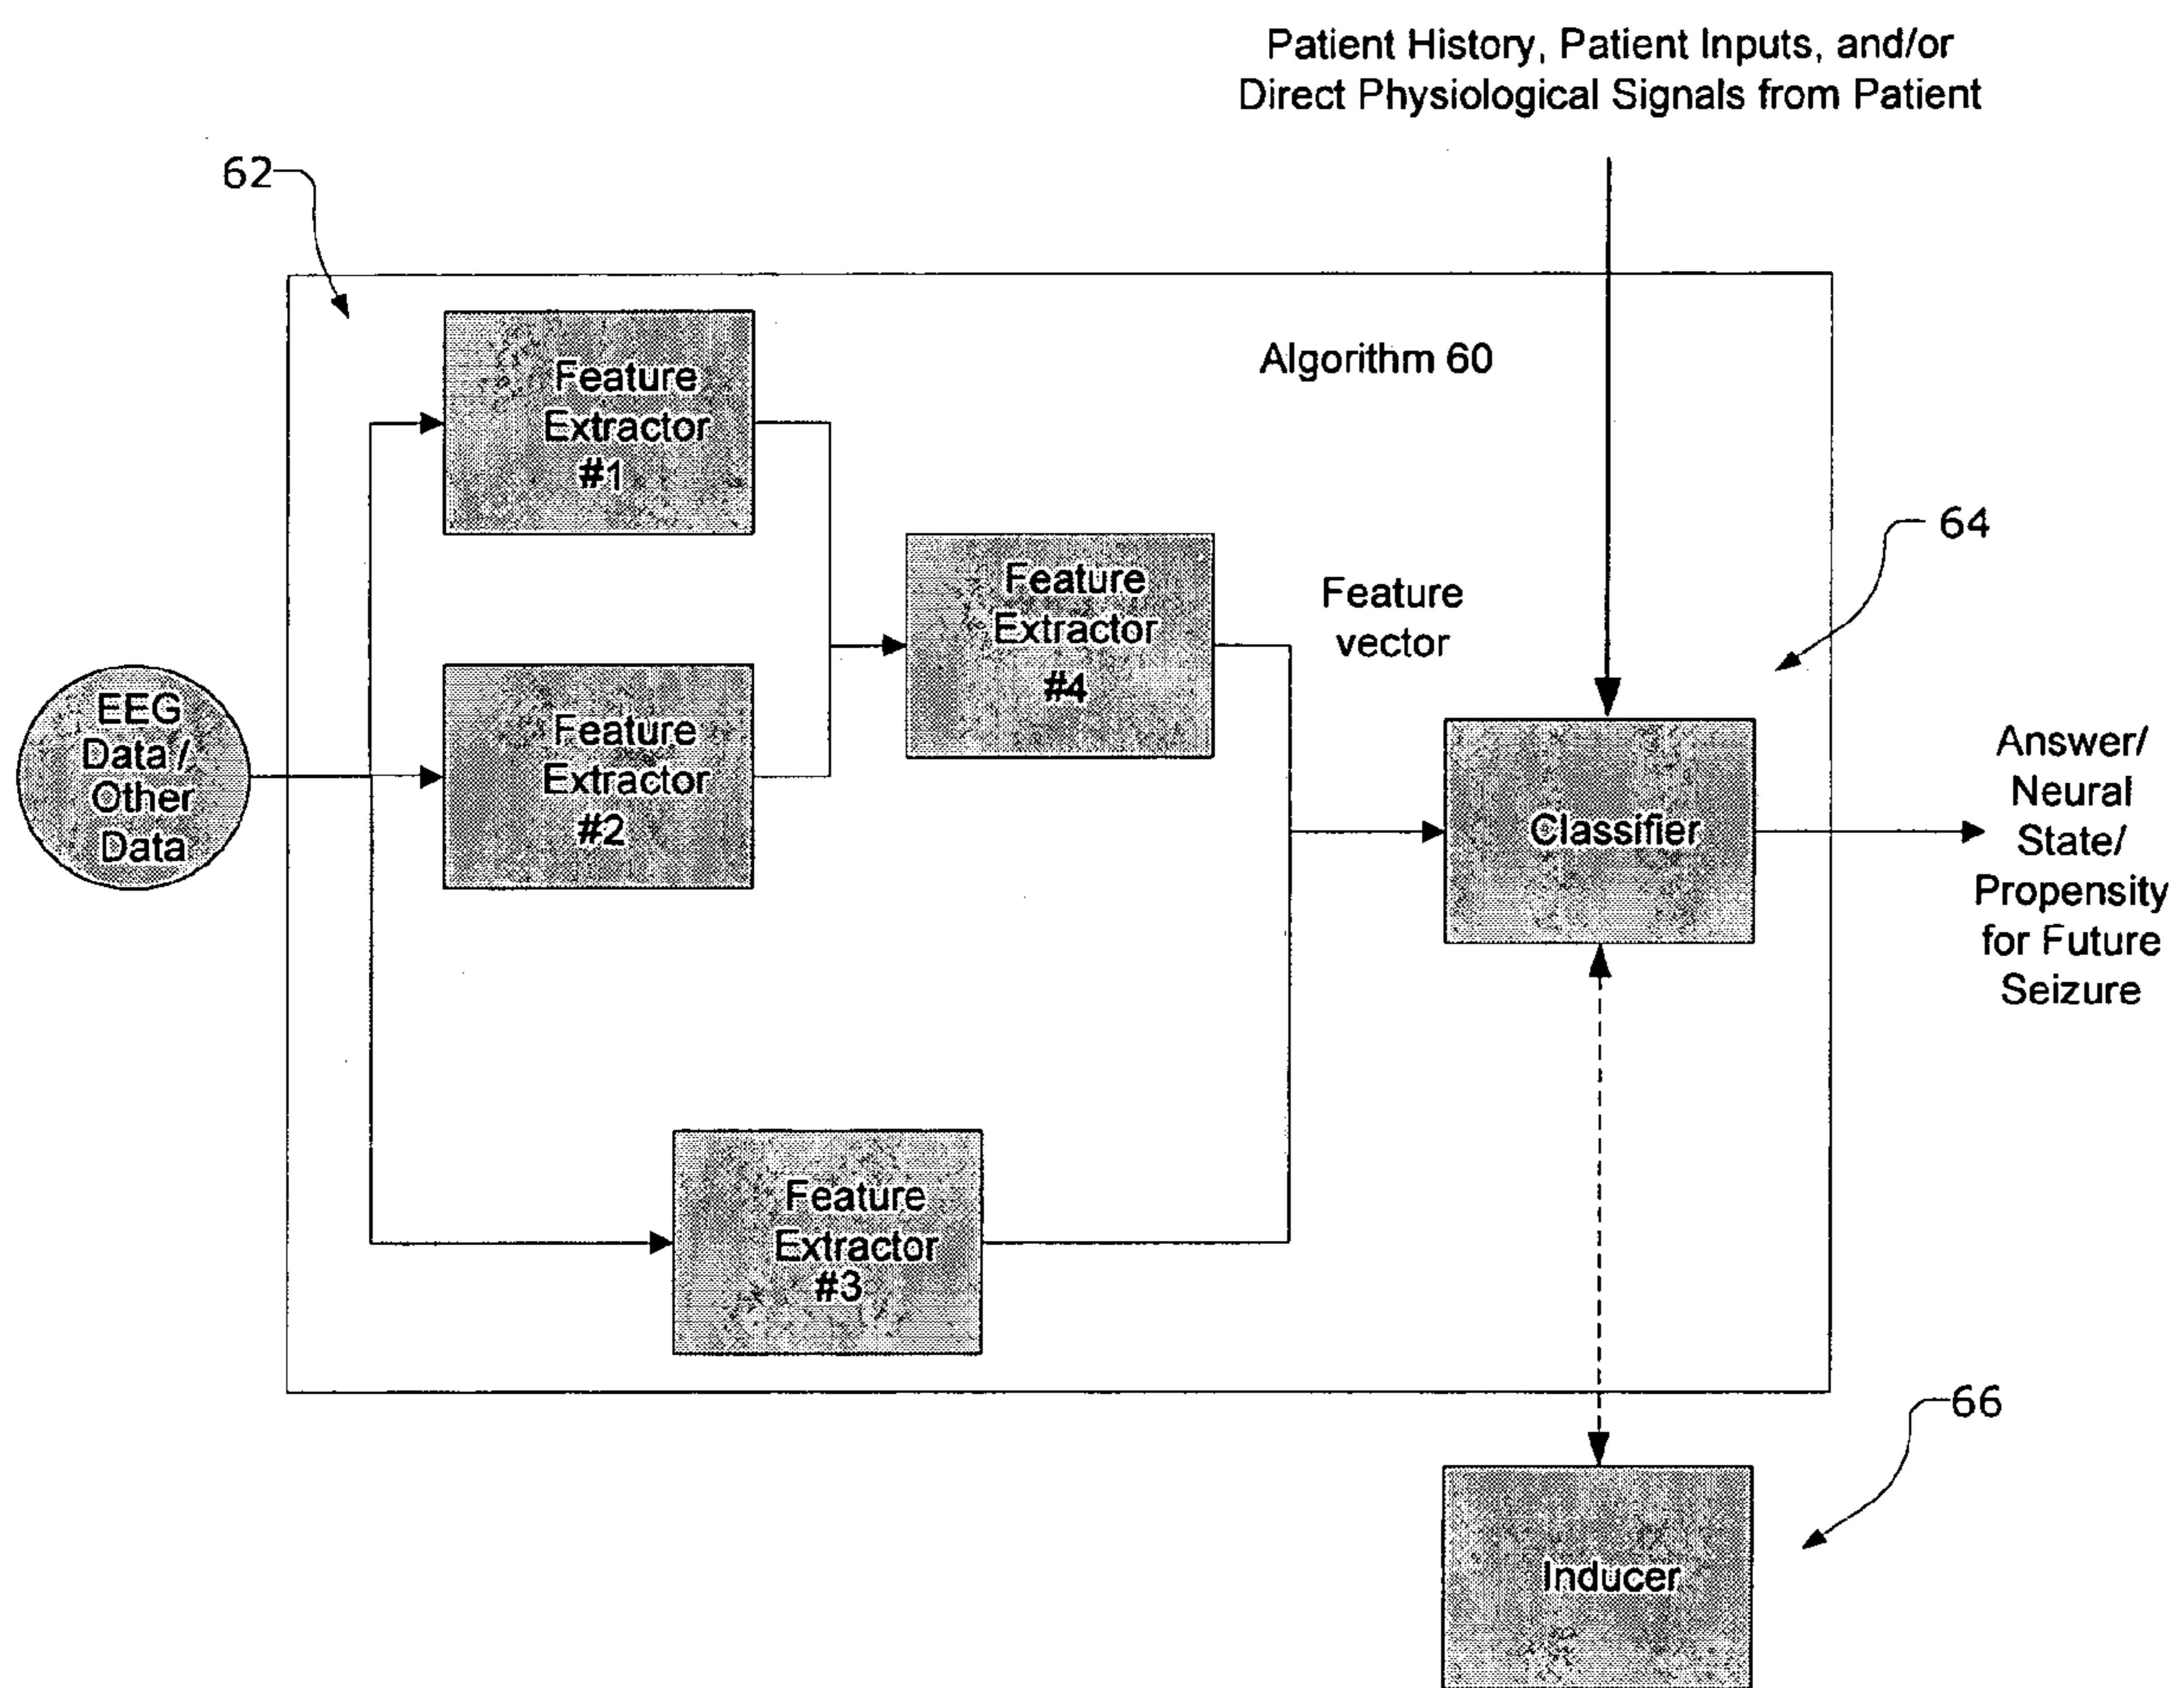 Patient History, Patient Inputs, and/or
Direct Physiological Signals from Patient
62
Algorithm 60
Feature
Extractor
#1
64
Feature
Extractor
#4
Feature
vector
EEG
Data /
Other
Data
Feature
Extractor
#2
Classifier
Answer/
Neural
State/
Propensity
for Future
Seizure
Feature
Extractor
#3
66
Inducer